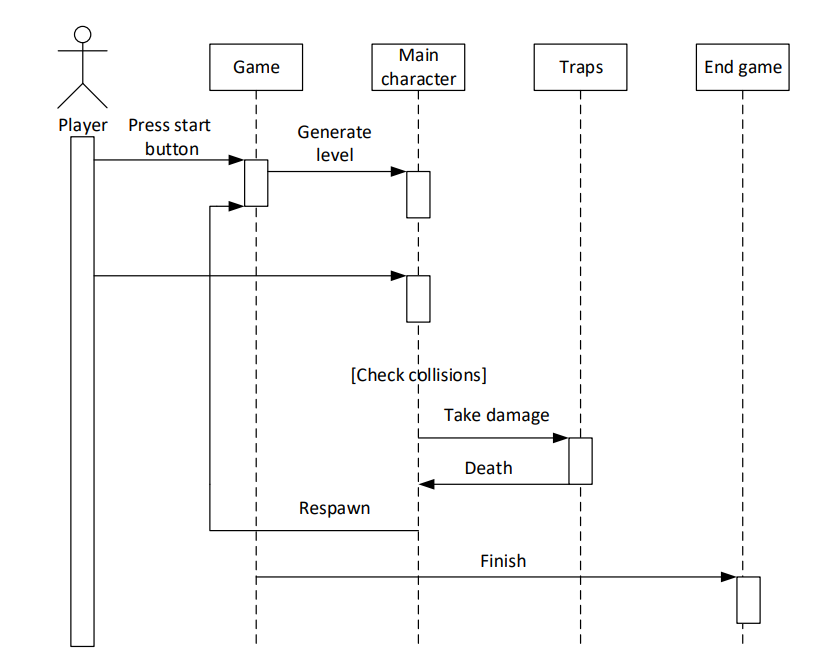 Game
Main
character
Traps
End game
Player
Press start
button
Generate
level
[Check collisions]
Take damage
Death
Respawn
Finish